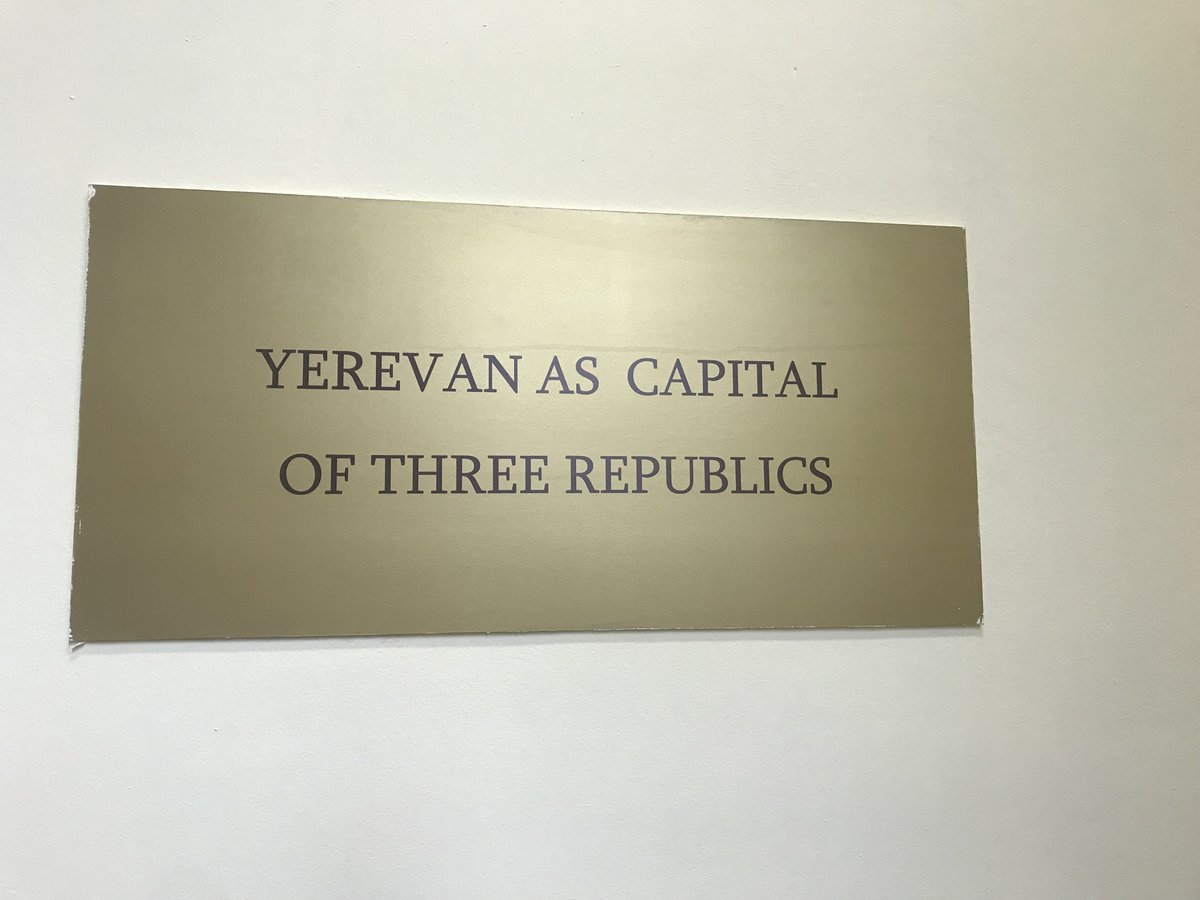 YEREVAN AS CAPITAL
OF THREE REPUBLICS